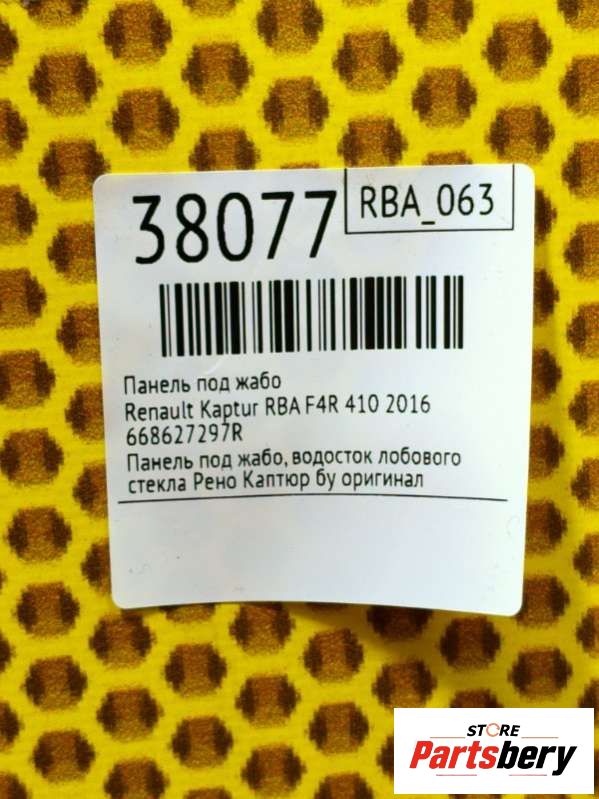 38077
RBA_063
Панель под жабо
Renault Kaptur RBA F4R 410 2016
668627297R
Панель под жабо, водосток лобового
стекла Рено Каптюр бу оригинал
STORE
Partsbery